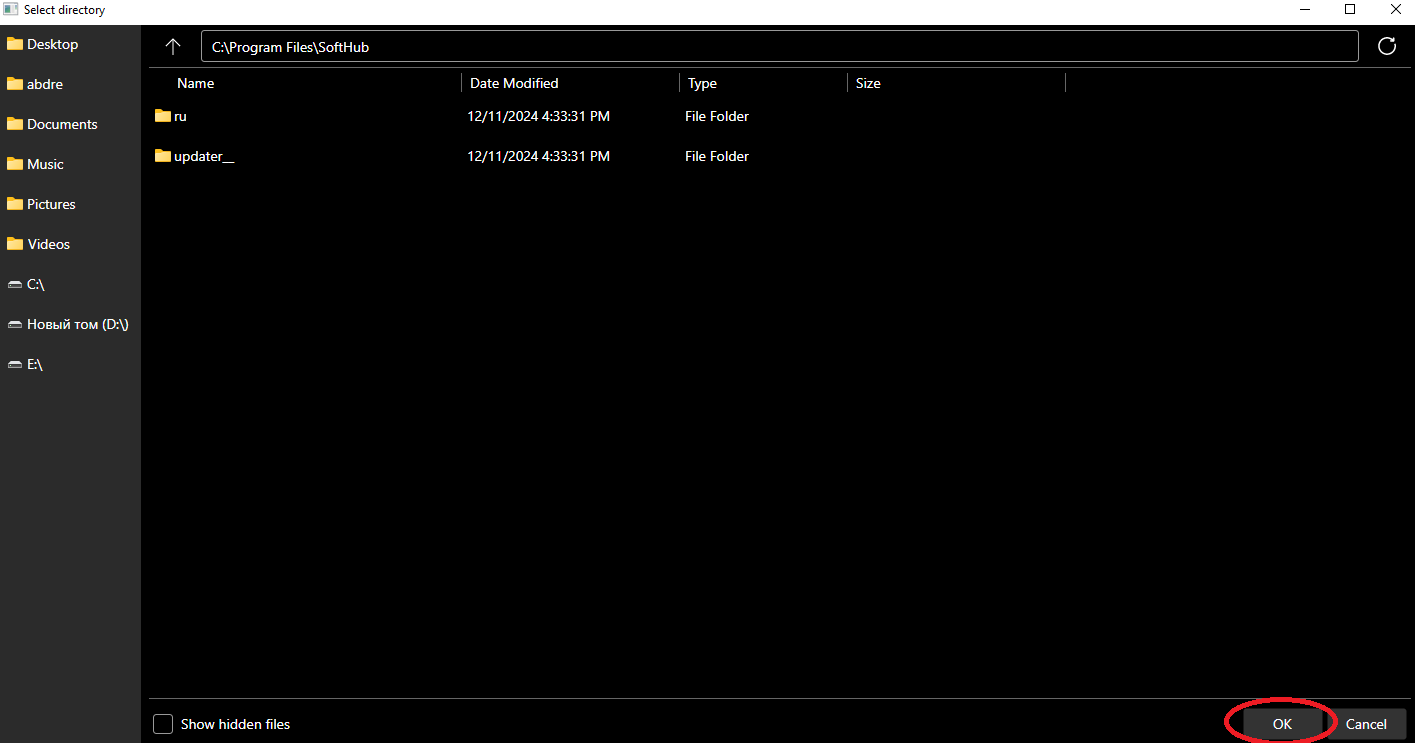 Select directory
Desktop
abdre
Documents
Music
Pictures
Videos
C:\
Новый том (D:\)
E:\
C:\Program Files\SoftHub
Name Date Modified Type Size
ru 12/11/2024 4:33:31 PM File Folder
updater__ 12/11/2024 4:33:31 PM File Folder
Show hidden files
OK Cancel